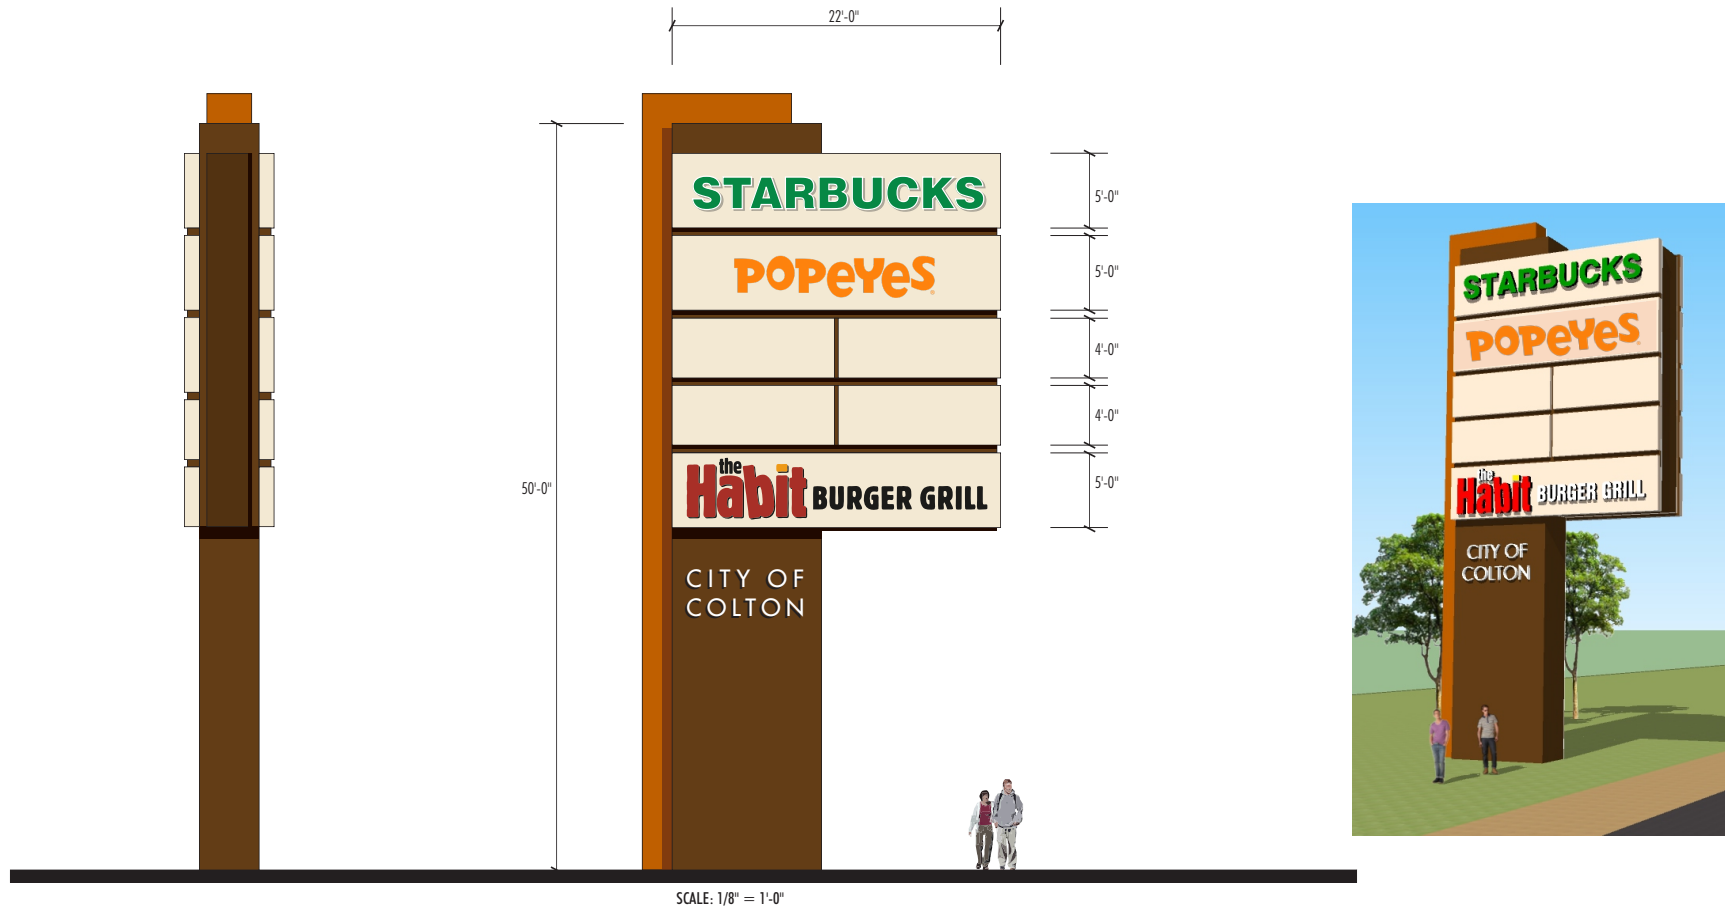 22'-0"
STARBUCKS
5'-0"
POPEYES
5'-0"
4'-0"
4'-0"
the
Habit BURGER GRILL
5'-0"
50'-0"
CITY OF
COLTON
SCALE: 1/8" = 1'-0"
STARBUCKS
POPEYES
the
Habit BURGER GRILL
CITY OF
COLTON